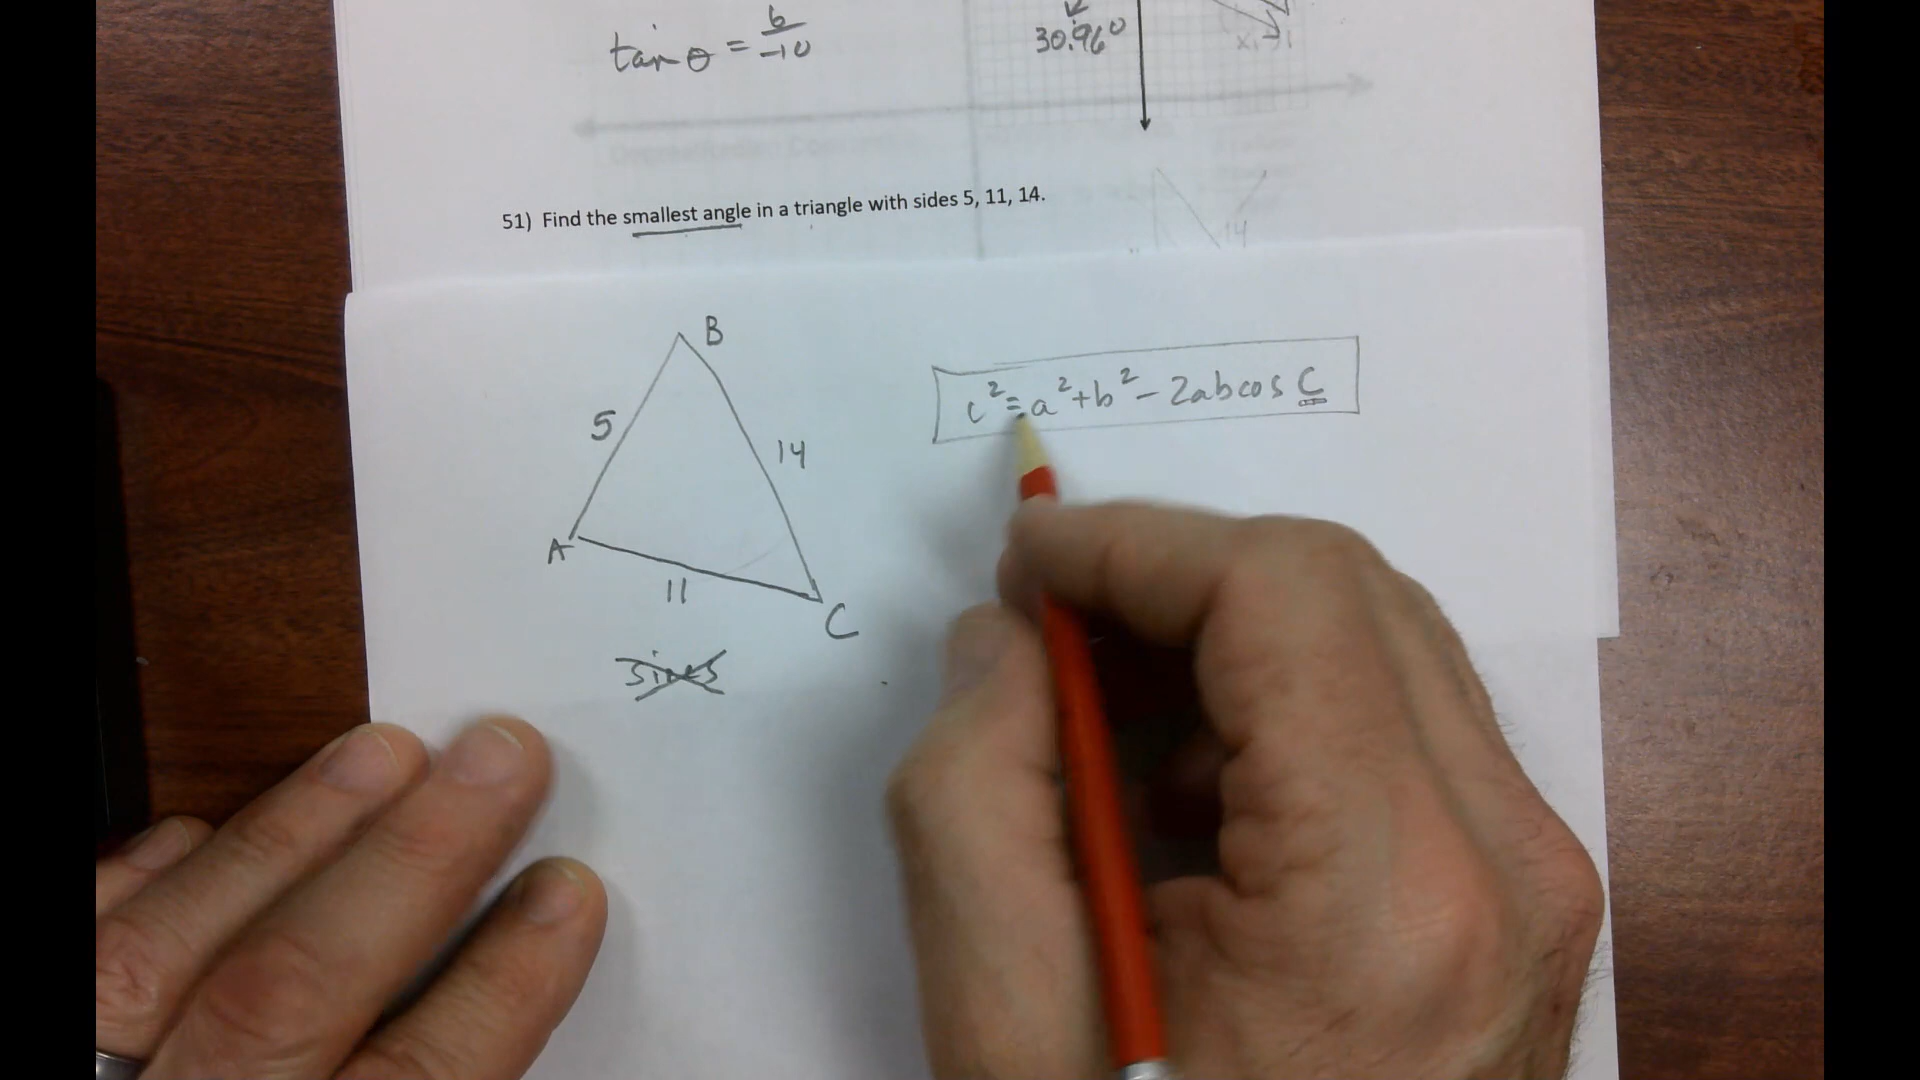 tan θ = 6/-10
30.96°
51) Find the smallest angle in a triangle with sides 5, 11, 14.
14
B
5
14
c² = a² + b² - 2ab cos C
A
11
C
sines